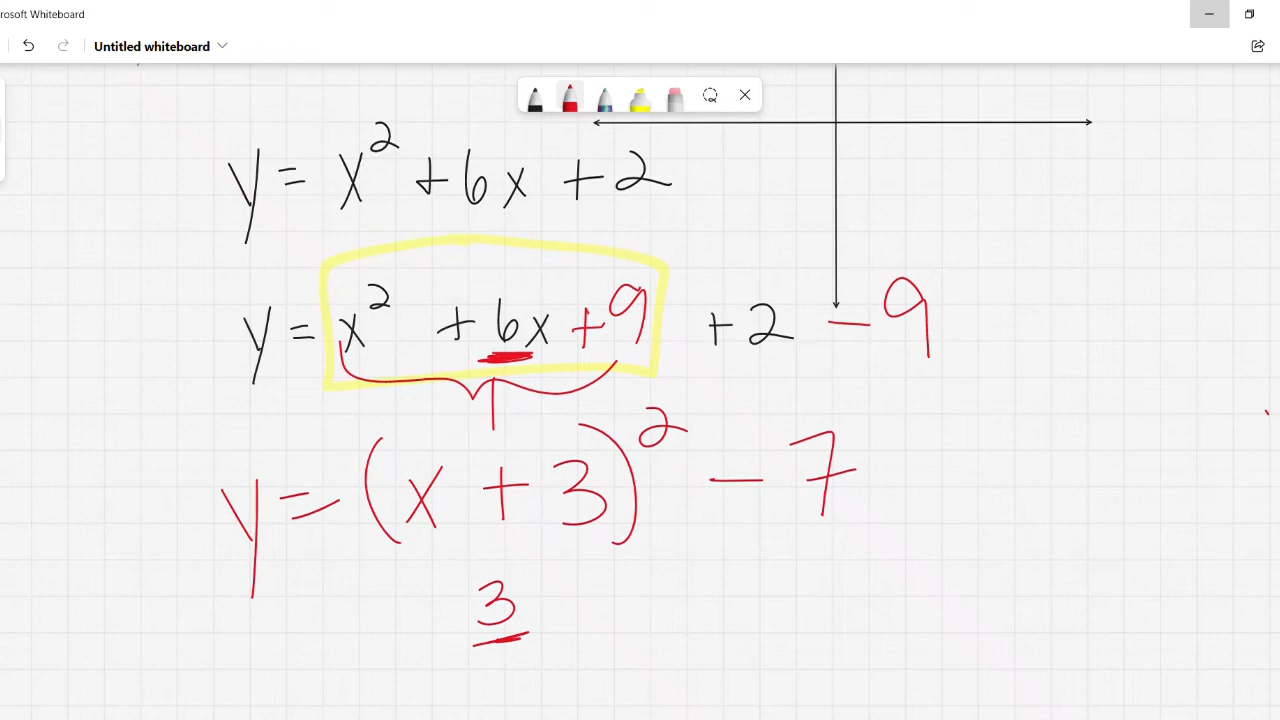 rosoft Whiteboard
Untitled whiteboard
y = x² + 6x + 2
y = x² + 6x + 9 + 2 - 9
y = (x + 3)² - 7
3